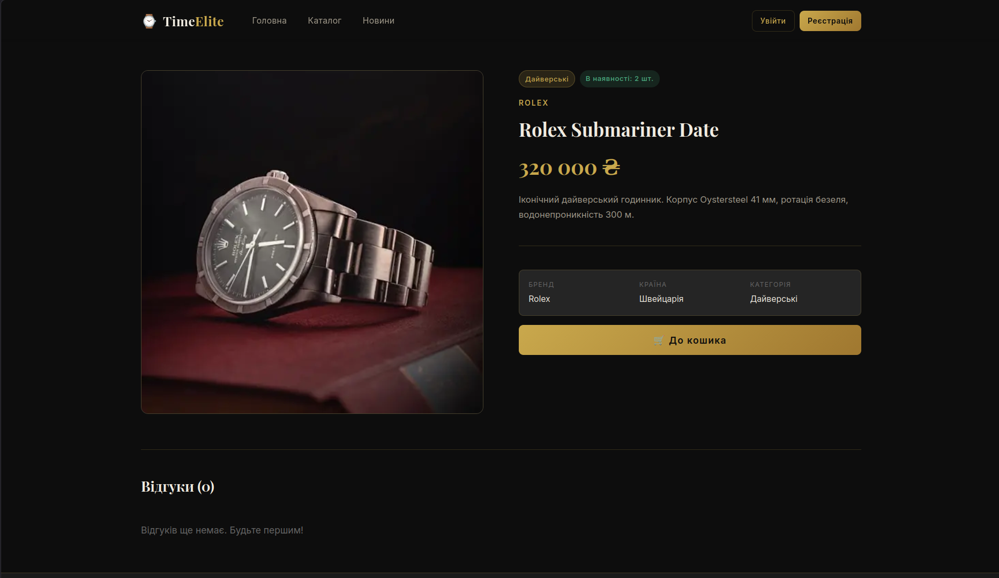 TimeElite
Головна
Каталог
Новини
Увійти
Реєстрація
Дайверські
В наявності: 2 шт.
ROLEX
Rolex Submariner Date
320 000 ₴
Іконічний дайверський годинник. Корпус Oystersteel 41 мм, ротація безеля,
водонепроникність 300 м.
ROLEX
БРЕНД
КРАЇНА
КАТЕГОРІЯ
Rolex
Швейцарія
Дайверські
До кошика
Відгуки (0)
Відгуків ще немає. Будьте першим!